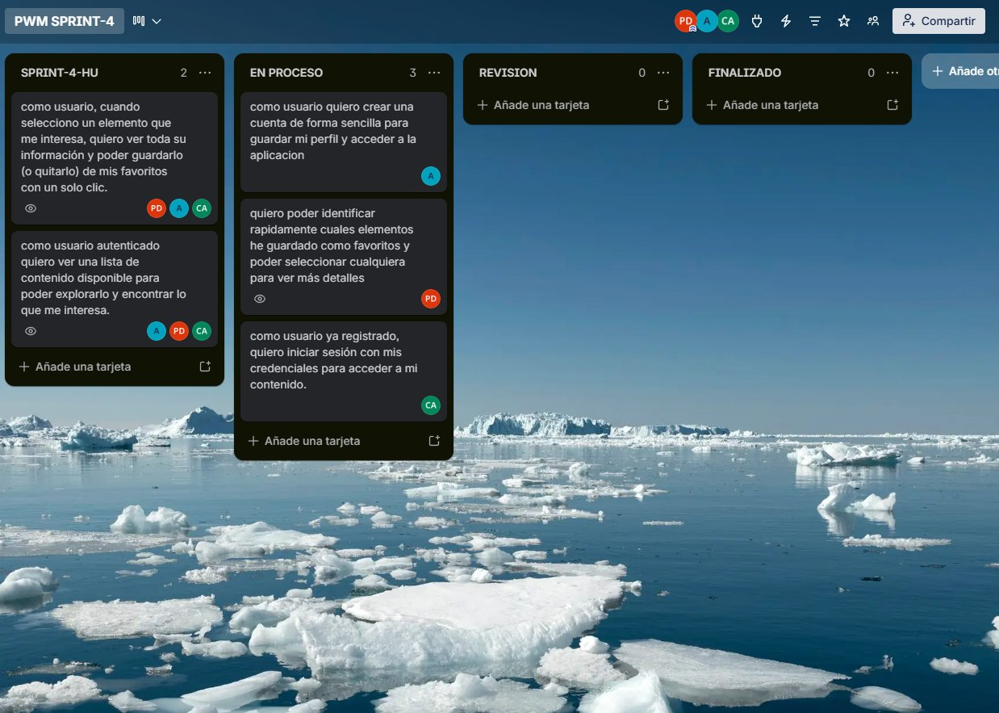 PWM SPRINT-4
PD
A
CA
Compartir
SPRINT-4-HU
2
como usuario, cuando
selecciono un elemento que
me interesa, quiero ver toda su
información y poder guardarlo
(o quitarlo) de mis favoritos
con un solo clic.
PD
A
CA
como usuario autenticado
quiero ver una lista de
contenido disponible para
poder explorarlo y encontrar lo
que me interesa.
A
PD
CA
Añade una tarjeta
EN PROCESO
3
como usuario quiero crear una
cuenta de forma sencilla para
guardar mi perfil y acceder a la
aplicacion
A
quiero poder identificar
rapidamente cuales elementos
he guardado como favoritos y
poder seleccionar cualquiera
para ver más detalles
PD
como usuario ya registrado,
quiero iniciar sesión con mis
credenciales para acceder a mi
contenido.
CA
Añade una tarjeta
REVISION
0
Añade una tarjeta
FINALIZADO
0
Añade una tarjeta
Añade otr